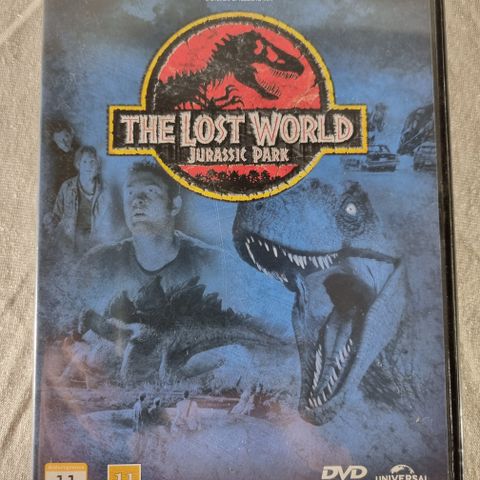 THE LOST WORLD
JURASSIC PARK
11
11
DVD
UNIVERSAL